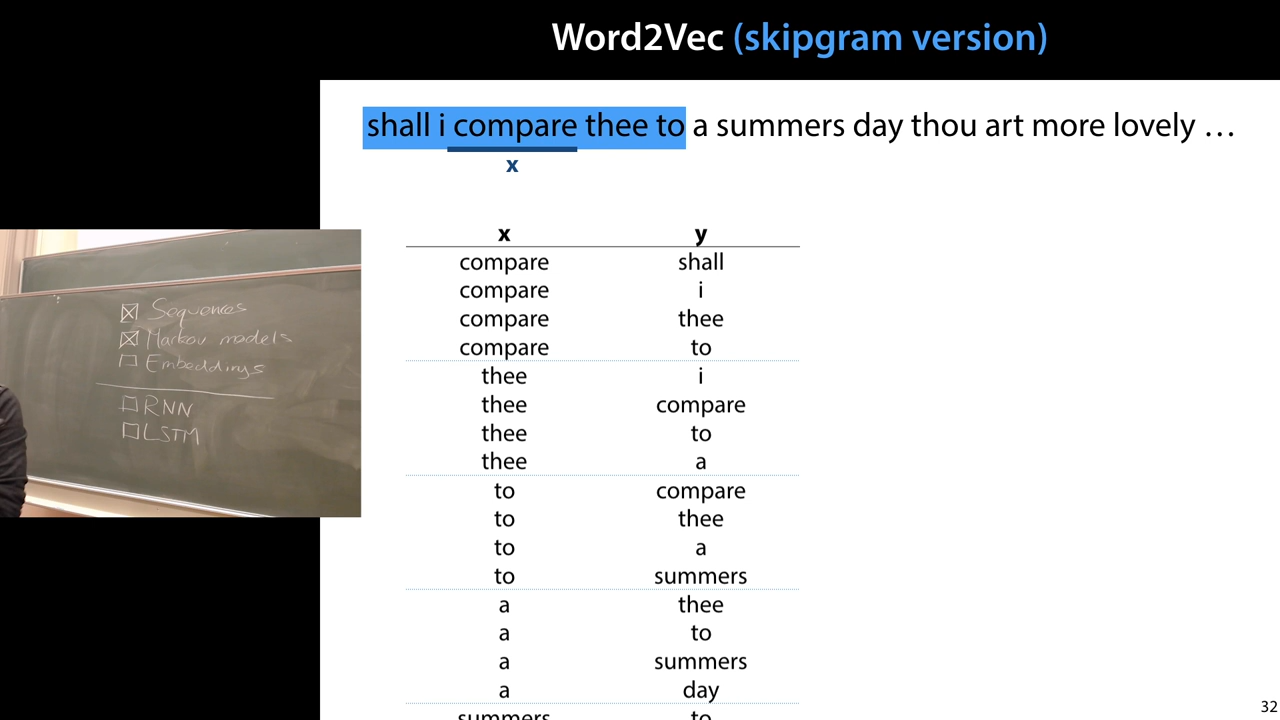 Word2Vec (skipgram version)
shall i compare thee to a summers day thou art more lovely …
x
x y
compare shall
compare i
compare thee
compare to
thee i
thee compare
thee to
thee a
to compare
to thee
to a
to summers
a thee
a to
a summers
a day
summers to
Sequences
Markov models
Embeddings
RNN
LSTM
32